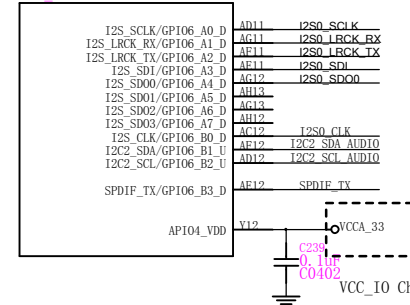 I2S_SCLK/GPIO6_A0_D AD11 I2S0_SCLK
I2S_LRCK_RX/GPIO6_A1_D AG11 I2S0_LRCK_RX
I2S_LRCK_TX/GPIO6_A2_D AF11 I2S0_LRCK_TX
I2S_SDI/GPIO6_A3_D AE11 I2S0_SDI
I2S_SDO0/GPIO6_A4_D AG12 I2S0_SDO0
I2S_SDO1/GPIO6_A5_D AH13
I2S_SDO2/GPIO6_A6_D AG13
I2S_SDO3/GPIO6_A7_D AH12
I2S_CLK/GPIO6_B0_D AC12 I2S0_CLK
I2C2_SDA/GPIO6_B1_U AF12 I2C2_SDA_AUDIO
I2C2_SCL/GPIO6_B2_U AD12 I2C2_SCL_AUDIO
SPDIF_TX/GPIO6_B3_D AE12 SPDIF_TX
APIO4_VDD Y12 VCCA_33
C239
0.1uF
C0402
VCC_IO Ch